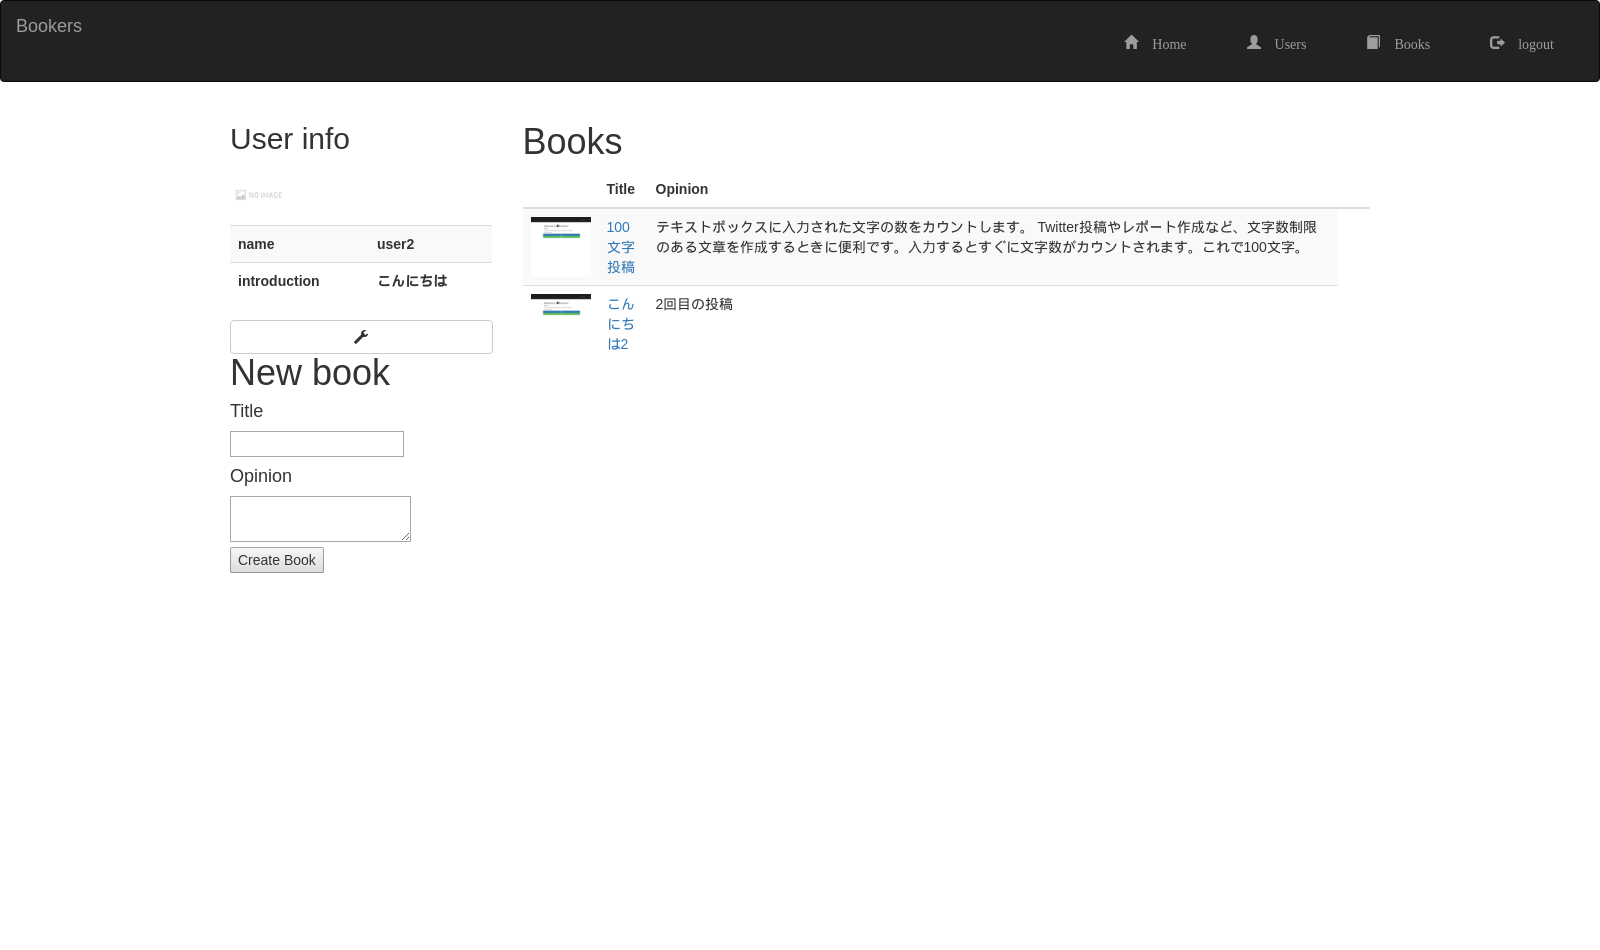 Bookers
Home
Users
Books
logout
User info
NO IMAGE
name user2
introduction こんにちは
New book
Title
Opinion
Create Book
Books
Title Opinion
100
文字
投稿
テキストボックスに入力された文字の数をカウントします。 Twitter投稿やレポート作成など、文字数制限
のある文章を作成するときに便利です。入力するとすぐに文字数がカウントされます。これで100文字。
こん
にち
は2
2回目の投稿